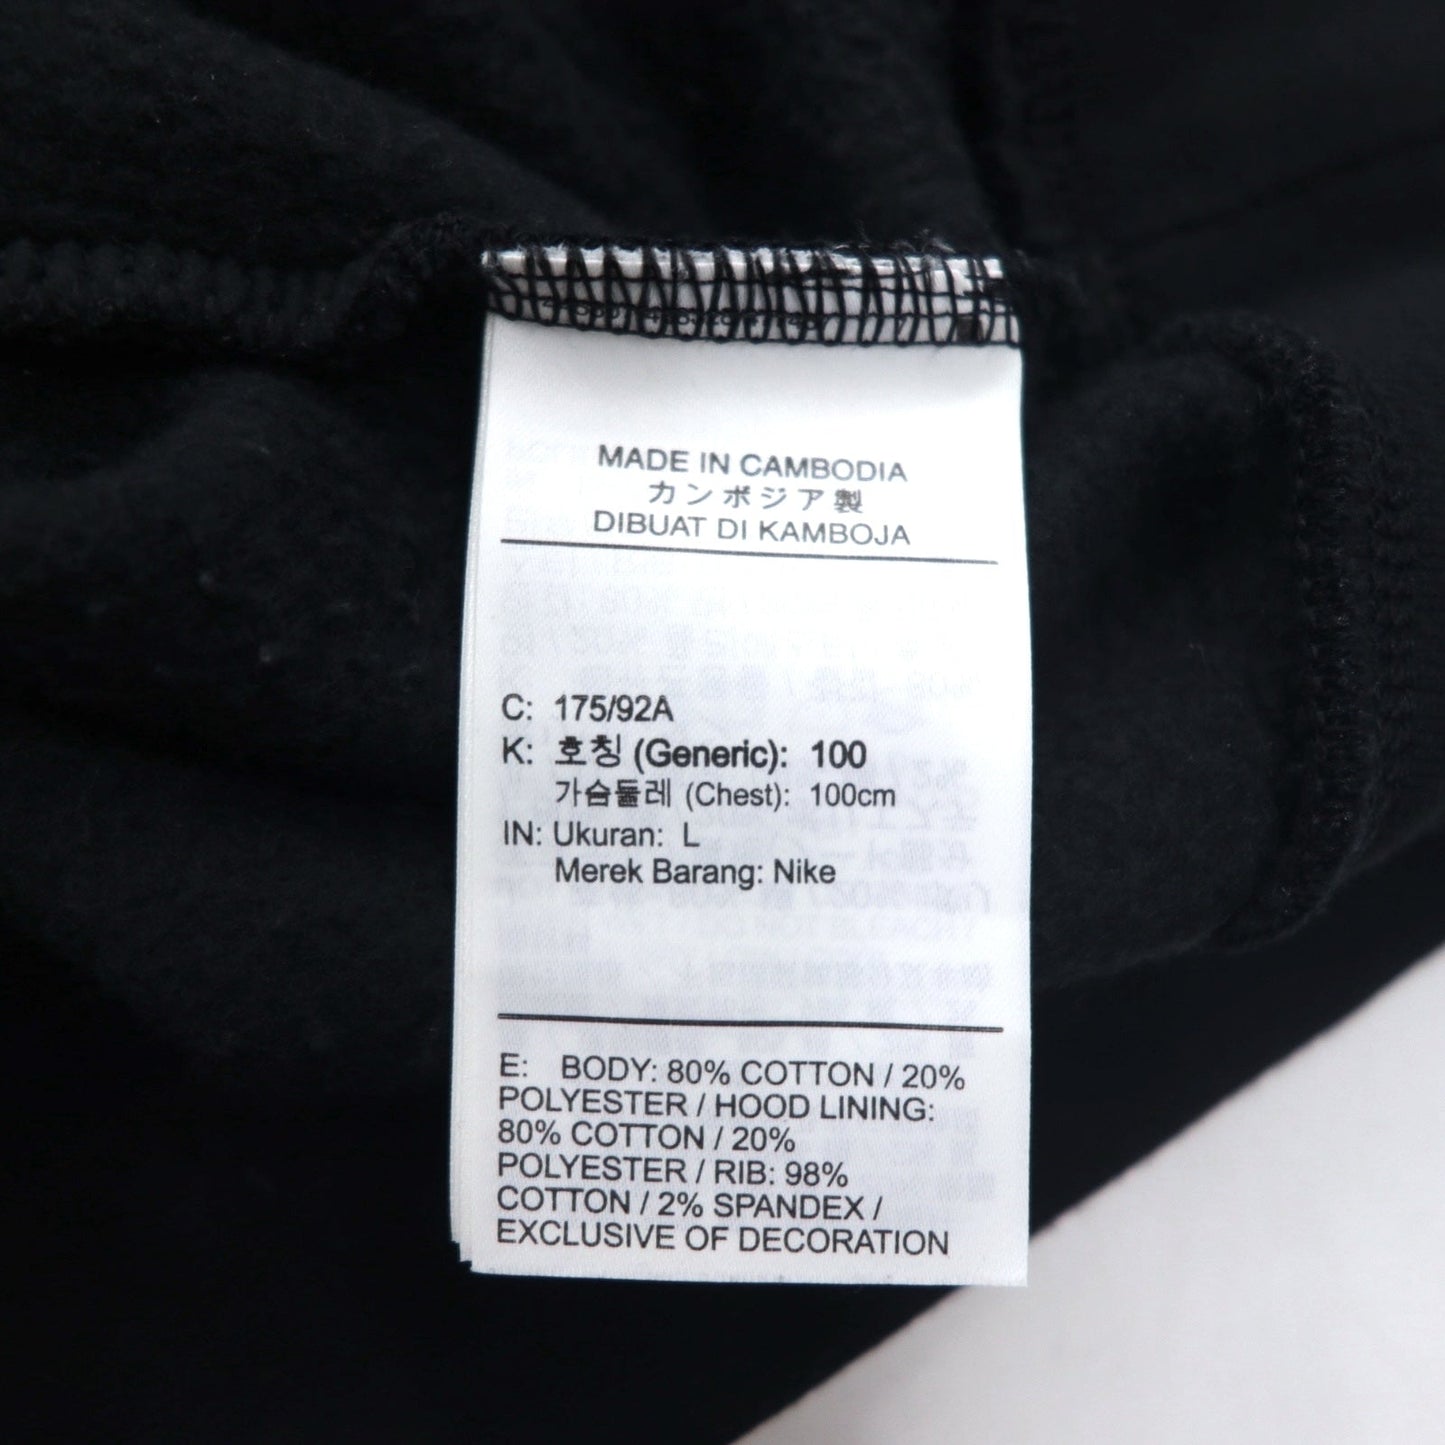 MADE IN CAMBODIA
カンボジア製
DIBUAT DI KAMBOJA
C: 175/92A
K: 호칭 (Generic): 100
가슴둘레 (Chest): 100cm
IN: Ukuran: L
Merek Barang: Nike
E: BODY: 80% COTTON / 20%
POLYESTER / HOOD LINING:
80% COTTON / 20%
POLYESTER / RIB: 98%
COTTON / 2% SPANDEX /
EXCLUSIVE OF DECORATION